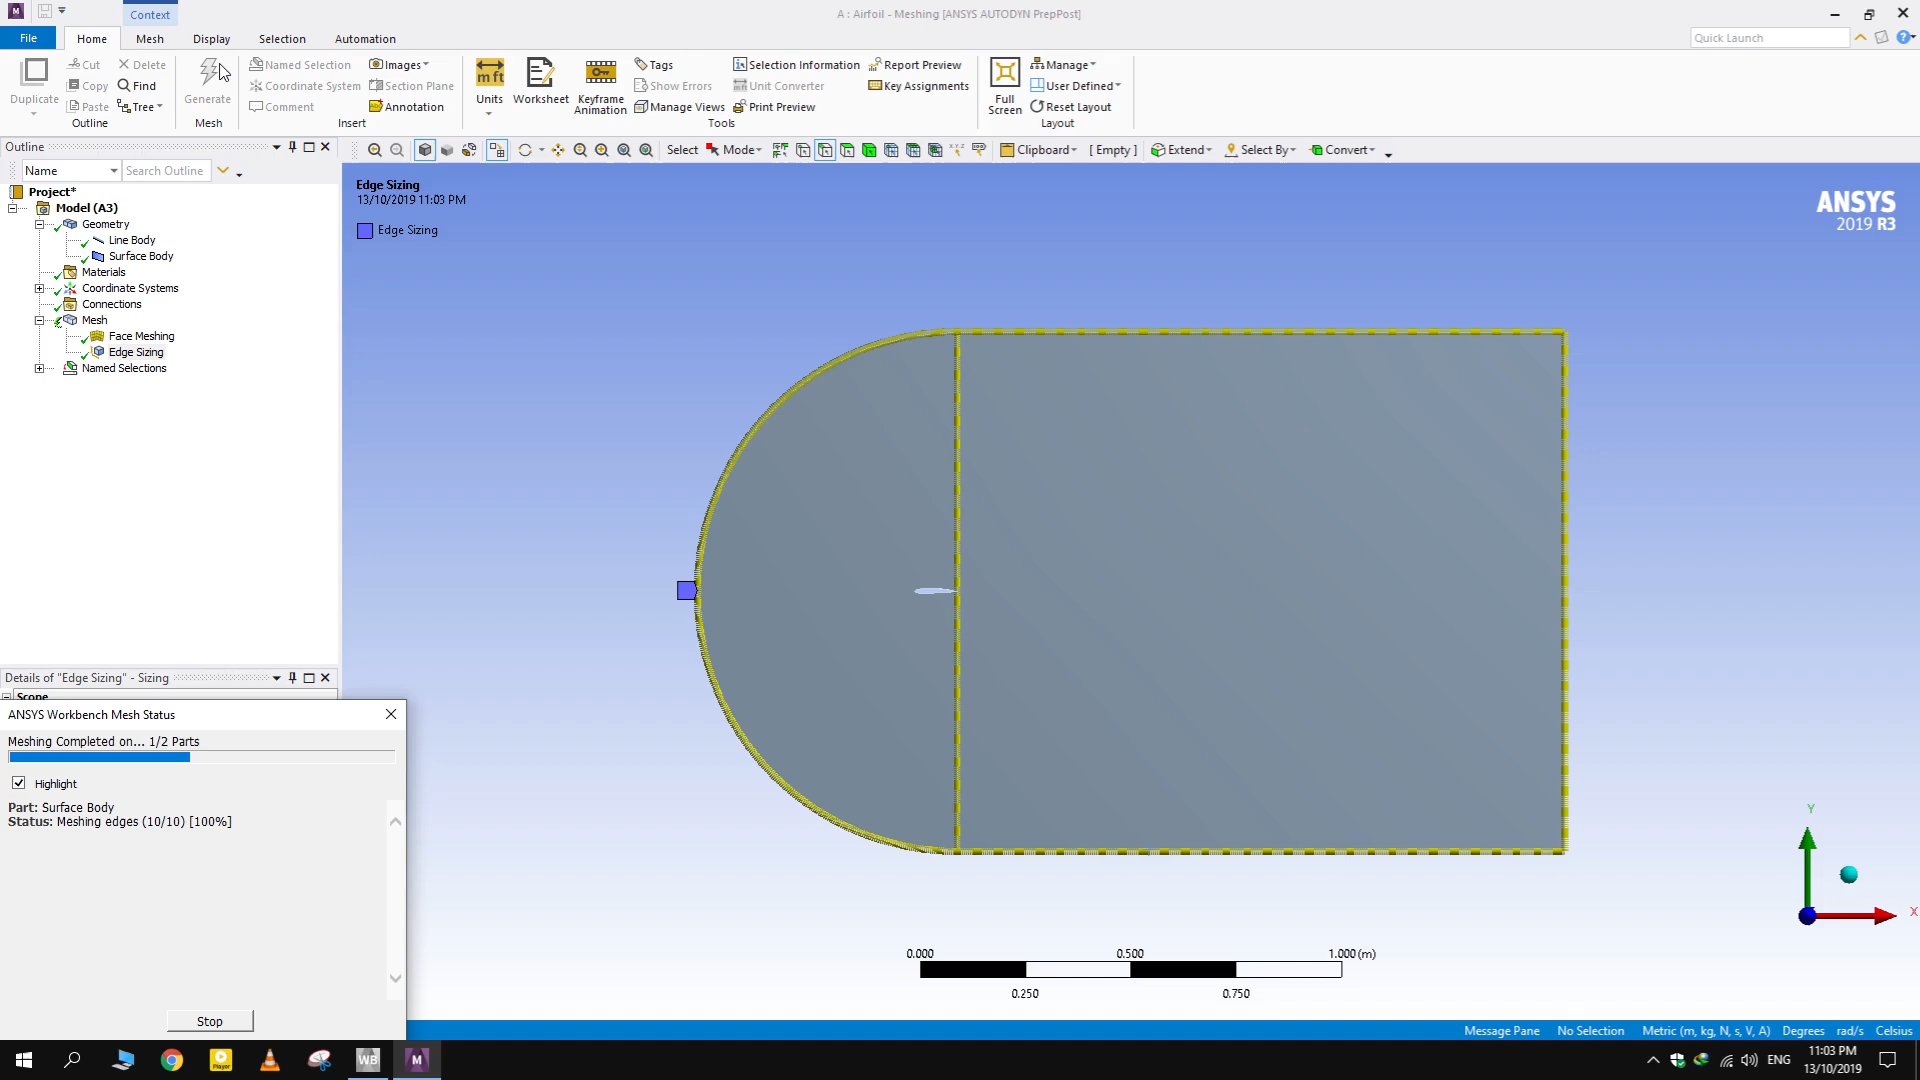 Context
A : Airfoil - Meshing [ANSYS AUTODYN PrepPost]
File
Home
Mesh
Display
Selection
Automation
Quick Launch
Duplicate
Cut
Delete
Copy
Find
Paste
Tree
Outline
Generate
Mesh
Named Selection
Coordinate System
Comment
Images
Section Plane
Annotation
Insert
mft
Units
Worksheet
Keyframe
Animation
Tags
Show Errors
Manage Views
Selection Information
Unit Converter
Print Preview
Report Preview
Key Assignments
Tools
Full
Screen
Manage
User Defined
Reset Layout
Layout
Outline
Name
Search Outline
Select
Mode
Clipboard
[ Empty ]
Extend
Select By
Convert
Project*
Model (A3)
Geometry
Line Body
Surface Body
Materials
Coordinate Systems
Connections
Mesh
Face Meshing
Edge Sizing
Named Selections
Edge Sizing
13/10/2019 11:03 PM
Edge Sizing
ANSYS
2019 R3
Details of "Edge Sizing" - Sizing
Scope
ANSYS Workbench Mesh Status
Meshing Completed on... 1/2 Parts
Highlight
Part: Surface Body
Status: Meshing edges (10/10) [100%]
Stop
Y
X
0.000
0.500
1.000 (m)
0.250
0.750
Message Pane
No Selection
Metric (m, kg, N, s, V, A)
Degrees
rad/s
Celsius
Player
WB
M
ENG
11:03 PM
13/10/2019